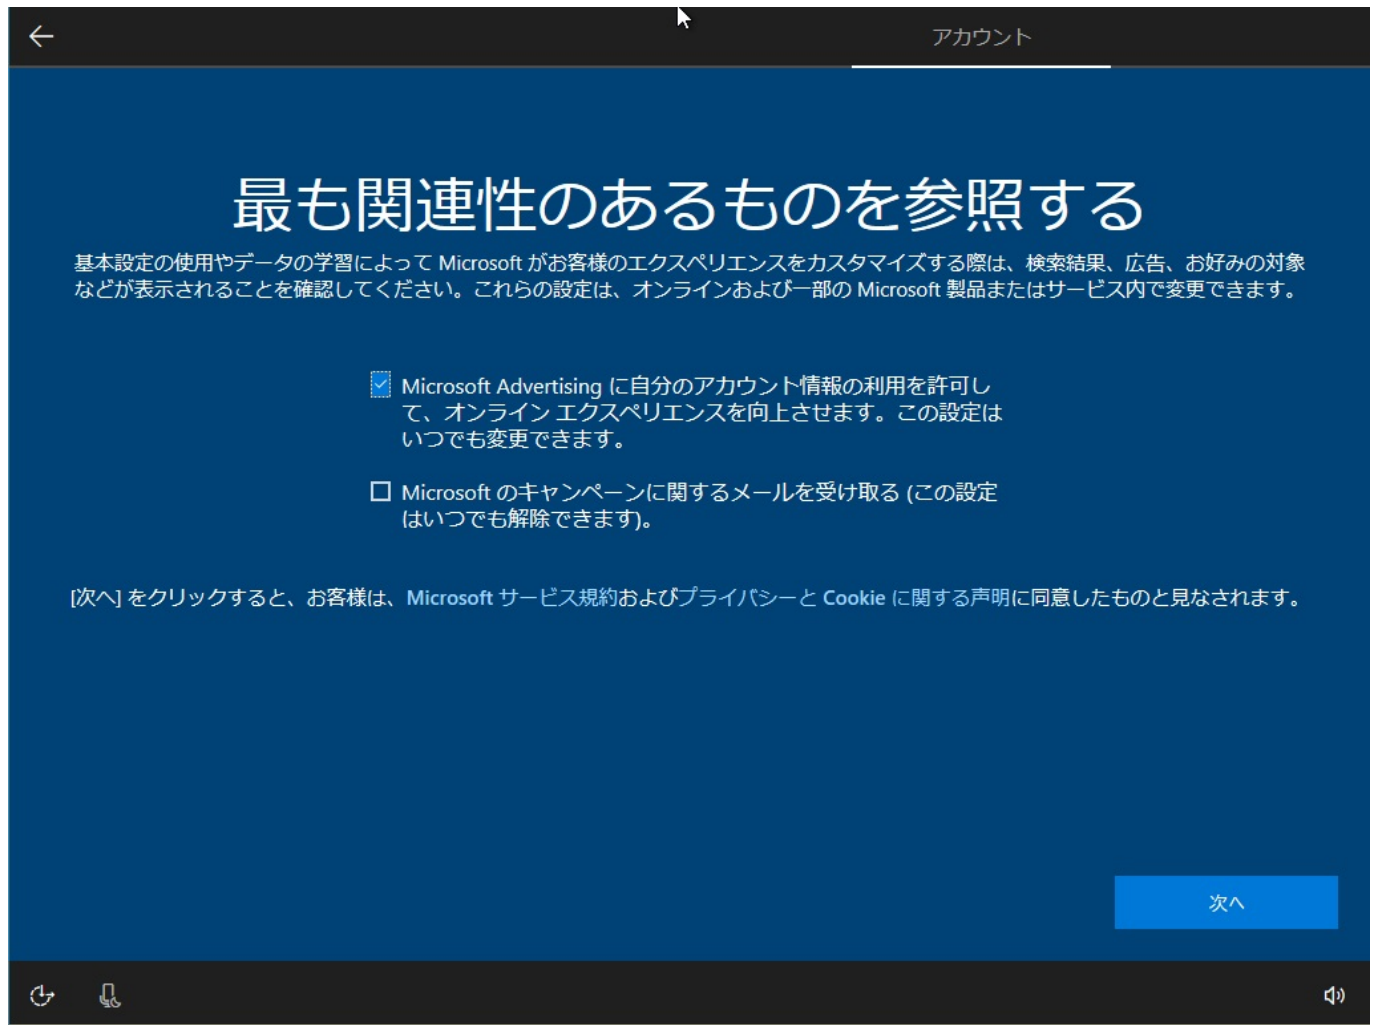 アカウント
最も関連性のあるものを参照する
基本設定の使用やデータの学習によって Microsoft がお客様のエクスペリエンスをカスタマイズする際は、検索結果、広告、お好みの対象
などが表示されることを確認してください。これらの設定は、オンラインおよび一部の Microsoft 製品またはサービス内で変更できます。
Microsoft Advertising に自分のアカウント情報の利用を許可し
て、オンライン エクスペリエンスを向上させます。この設定は
いつでも変更できます。
Microsoft のキャンペーンに関するメールを受け取る (この設定
はいつでも解除できます)。
[次へ] をクリックすると、お客様は、Microsoft サービス規約およびプライバシーと Cookie に関する声明に同意したものと見なされます。
次へ